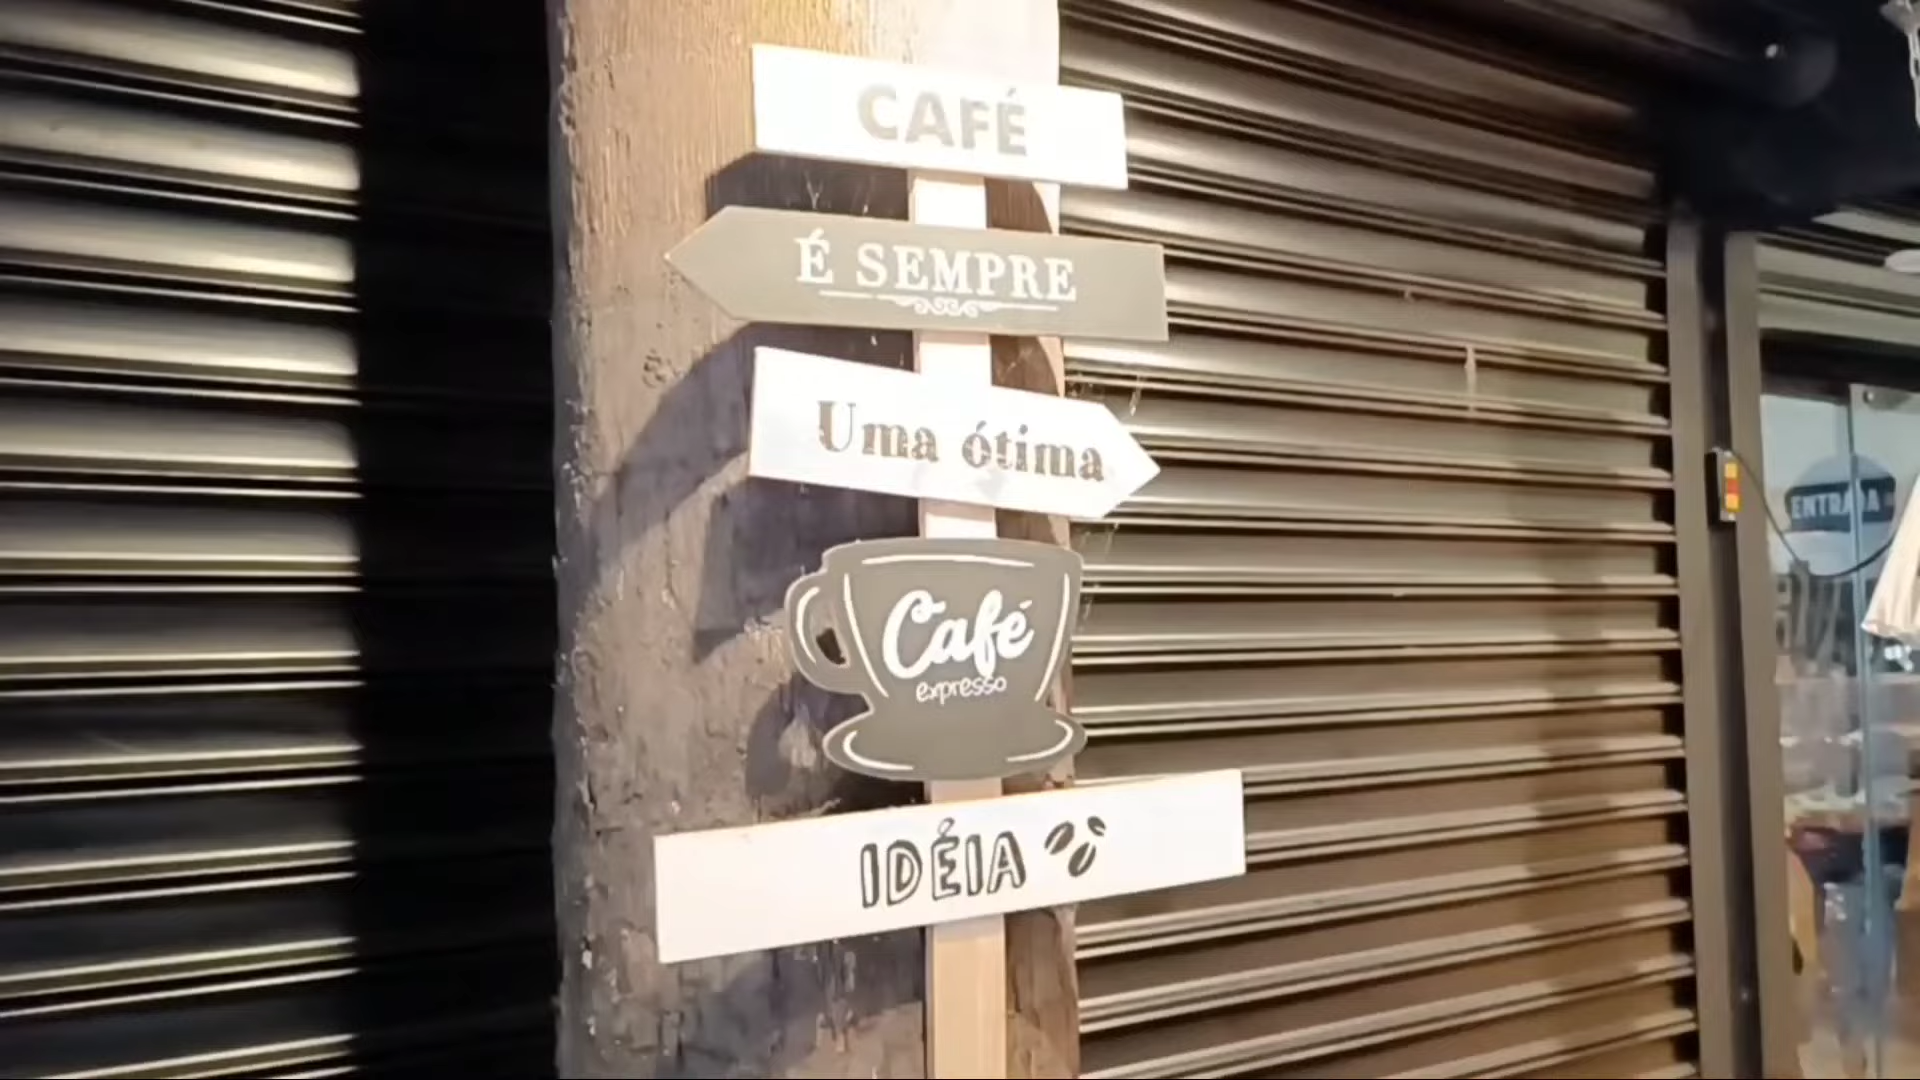 CAFÉ
É SEMPRE
Uma ótima
Café
expresso
IDÉIA
ENTRADA